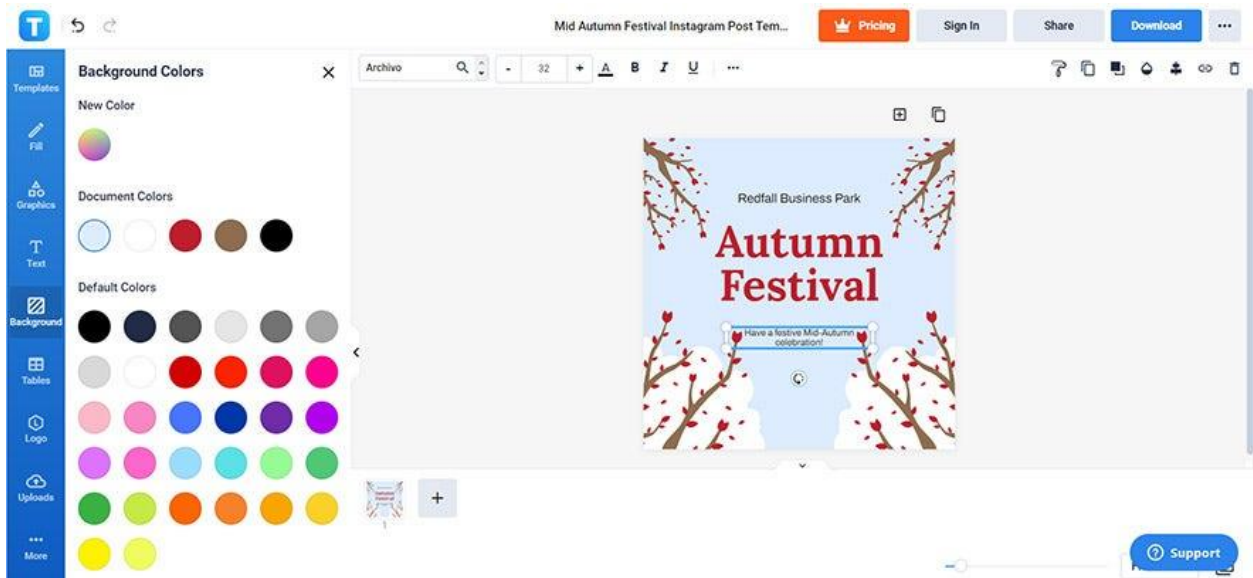 T
Mid Autumn Festival Instagram Post Tem...
Pricing
Sign In
Share
Download
Templates
Fill
Graphics
Text
Background
Tables
Logo
Uploads
More
Background Colors
New Color
Document Colors
Default Colors
Archivo
- 32 + A B I U
Redfall Business Park
Autumn
Festival
Have a festive Mid-Autumn
celebration!
1
Support